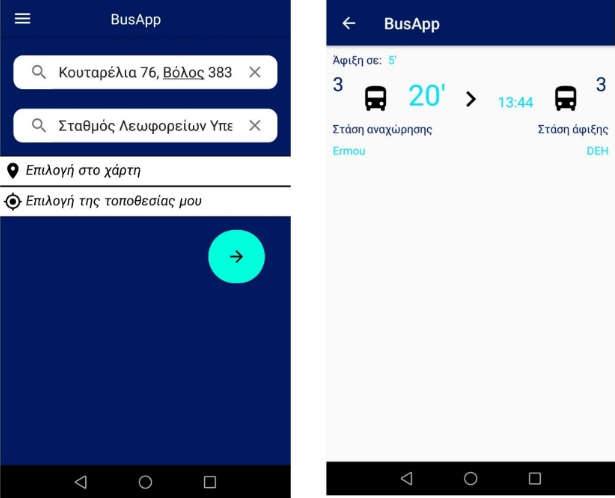 BusApp
Κουταρέλια 76, Βόλος 383
Σταθμός Λεωφορείων Υπε
Επιλογή στο χάρτη
Επιλογή της τοποθεσίας μου
BusApp
Άφιξη σε: 5'
3 20' 13:44 3
Στάση αναχώρησης Στάση άφιξης
Ermou DEH